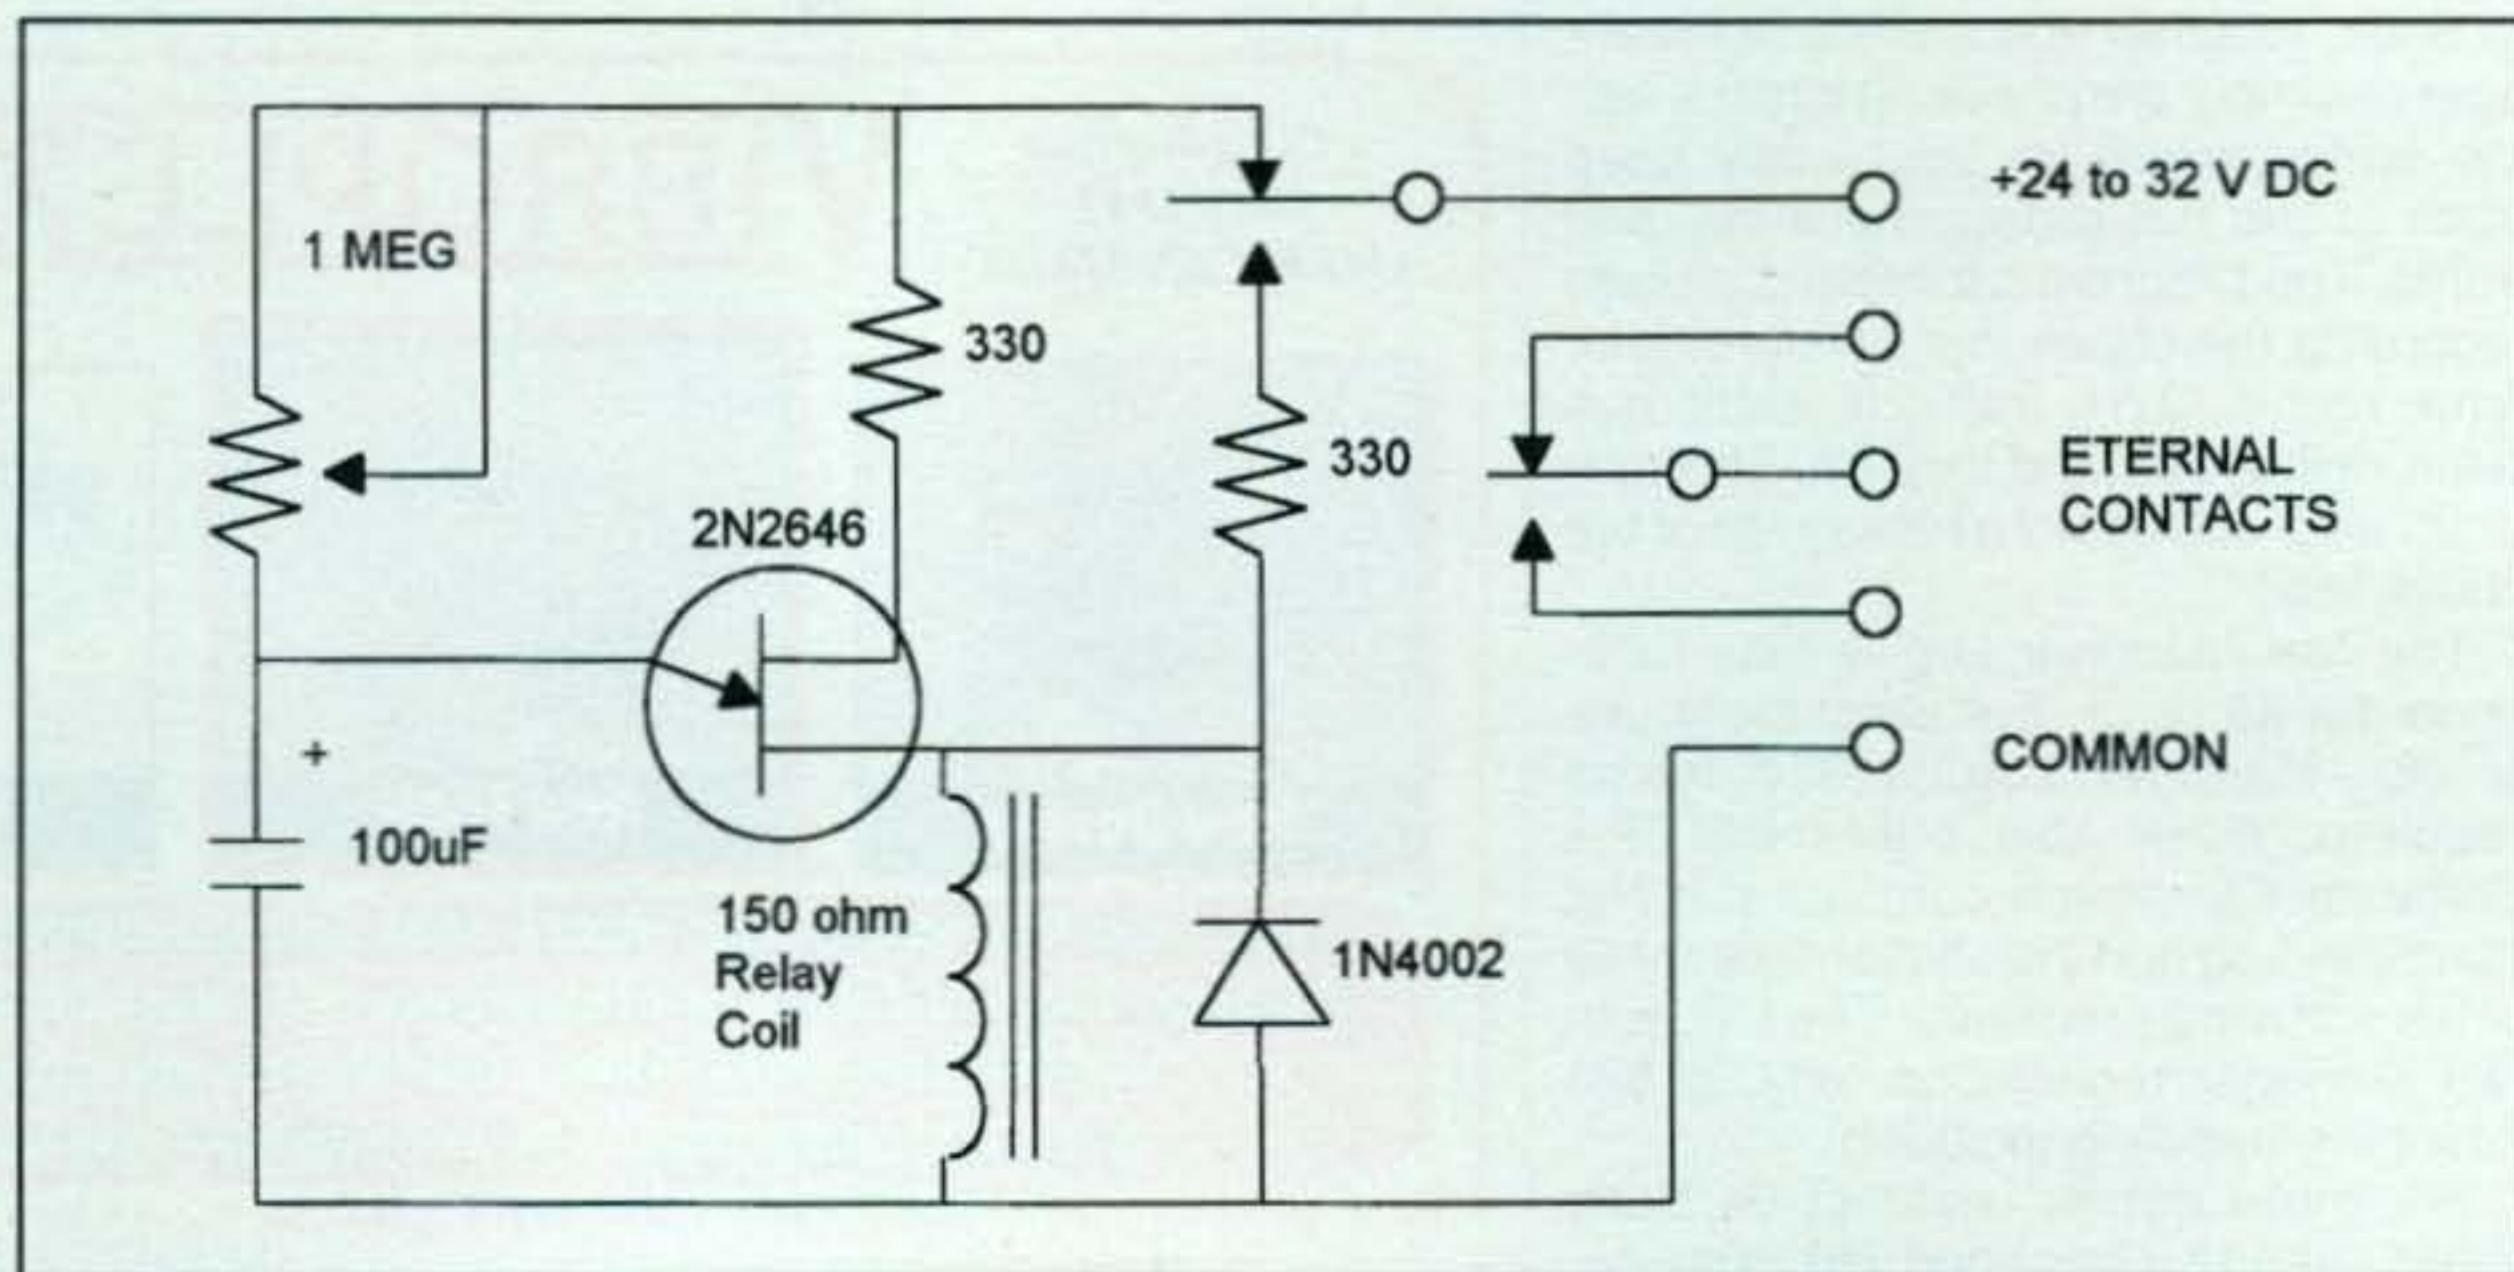 +24 to 32 V DC
1 MEG
330
330
ETERNAL
CONTACTS
2N2646
+
COMMON
100uF
150 ohm
Relay
Coil
1N4002